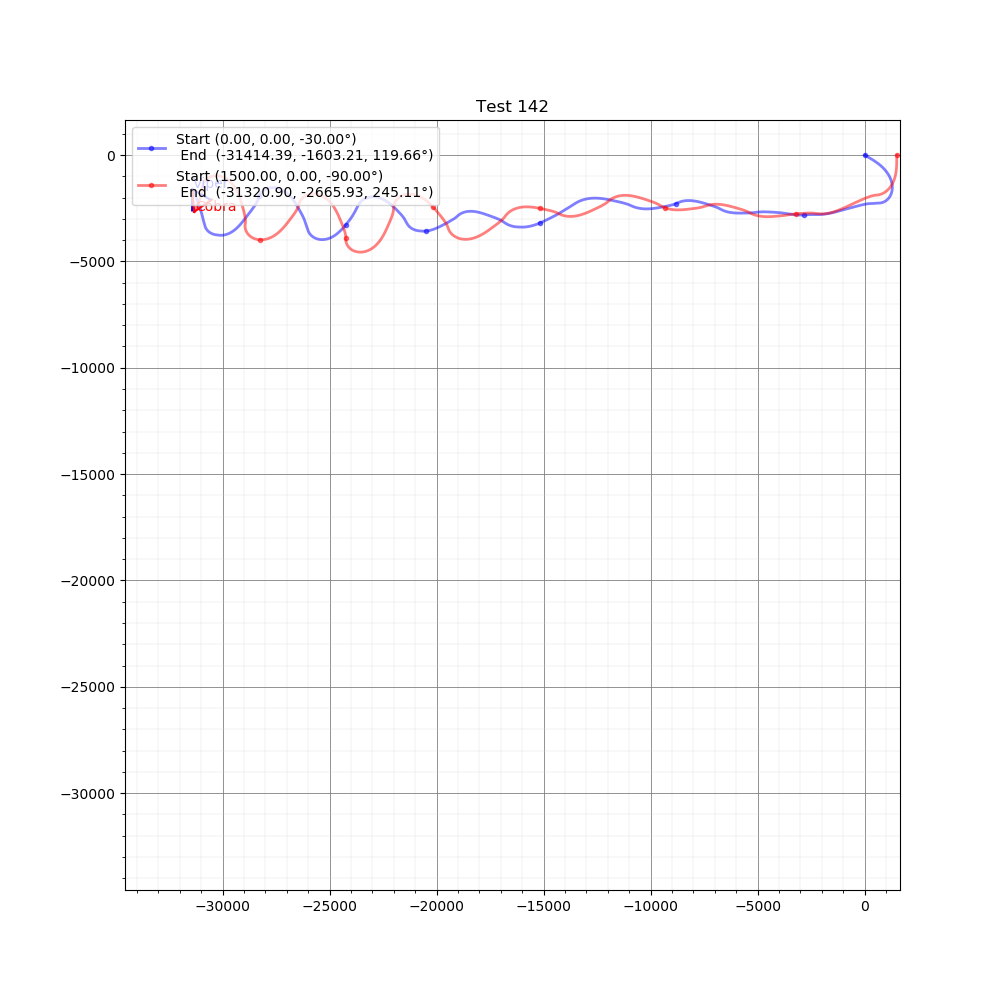 Test 142
Start (0.00, 0.00, -30.00°)
End (-31414.39, -1603.21, 119.66°)
Start (1500.00, 0.00, -90.00°)
End (-31320.90, -2665.93, 245.11°)
viper
zebra
0
−5000
−10000
−15000
−20000
−25000
−30000
−30000 −25000 −20000 −15000 −10000 −5000 0